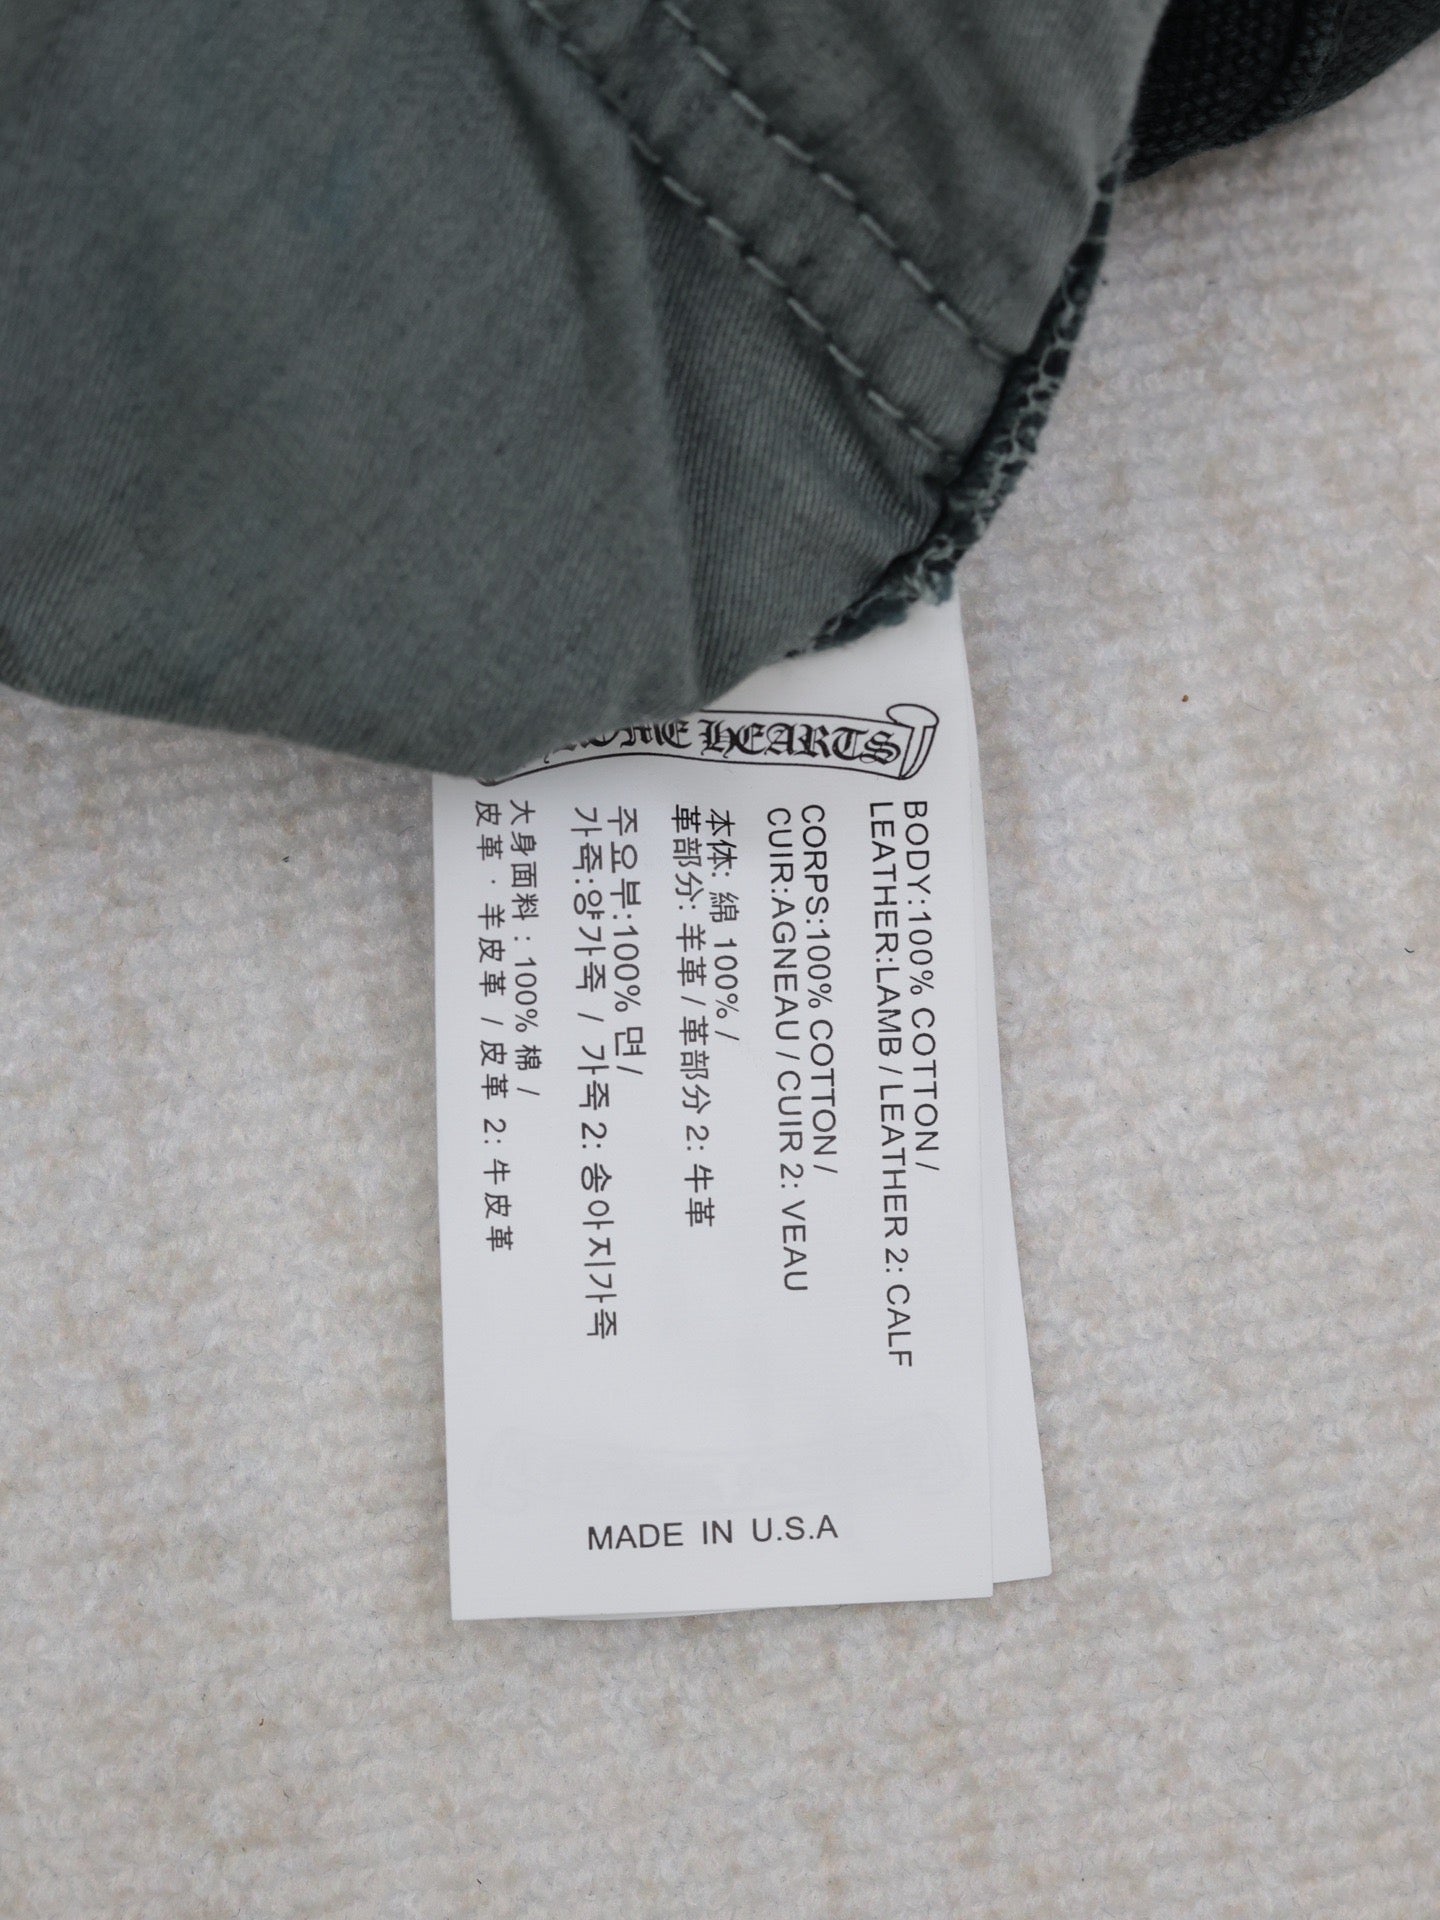 HEARTS
BODY:100% COTTON/
LEATHER:LAMB/LEATHER 2: CALF
CORPS:100% COTTON/
CUIR:AGNEAU/CUIR 2: VEAU
本体: 綿 100% /
革部分: 羊革 / 革部分 2: 牛革
주요부:100% 면/
가죽:양가죽 / 가죽 2: 송아지가죽
大身面料 : 100% 棉 /
皮革 · 羊皮革 / 皮革 2: 牛皮革
MADE IN U.S.A